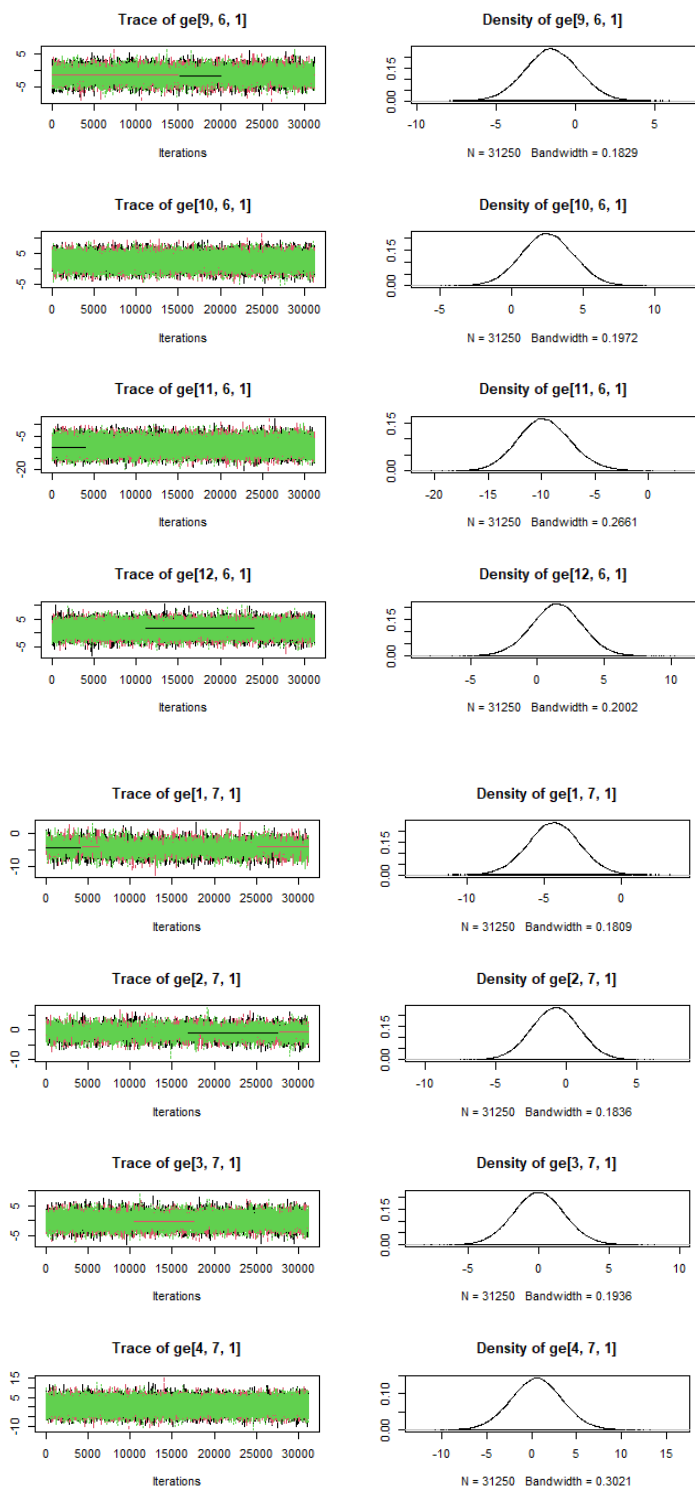 Trace of ge[9, 6, 1]
5
-5
0 5000 10000 15000 20000 25000 30000
Iterations
Density of ge[9, 6, 1]
0.15
0.00
-10 -5 0 5
N = 31250 Bandwidth = 0.1829
Trace of ge[10, 6, 1]
5
-5
0 5000 10000 15000 20000 25000 30000
Iterations
Density of ge[10, 6, 1]
0.15
0.00
-5 0 5 10
N = 31250 Bandwidth = 0.1972
Trace of ge[11, 6, 1]
-5
-20
0 5000 10000 15000 20000 25000 30000
Iterations
Density of ge[11, 6, 1]
0.15
0.00
-20 -15 -10 -5 0
N = 31250 Bandwidth = 0.2661
Trace of ge[12, 6, 1]
5
-5
0 5000 10000 15000 20000 25000 30000
Iterations
Density of ge[12, 6, 1]
0.15
0.00
-5 0 5 10
N = 31250 Bandwidth = 0.2002
Trace of ge[1, 7, 1]
0
-10
0 5000 10000 15000 20000 25000 30000
Iterations
Density of ge[1, 7, 1]
0.15
0.00
-10 -5 0
N = 31250 Bandwidth = 0.1809
Trace of ge[2, 7, 1]
0
-10
0 5000 10000 15000 20000 25000 30000
Iterations
Density of ge[2, 7, 1]
0.15
0.00
-10 -5 0 5
N = 31250 Bandwidth = 0.1836
Trace of ge[3, 7, 1]
5
-5
0 5000 10000 15000 20000 25000 30000
Iterations
Density of ge[3, 7, 1]
0.15
0.00
-5 0 5 10
N = 31250 Bandwidth = 0.1936
Trace of ge[4, 7, 1]
15
5
-10
0 5000 10000 15000 20000 25000 30000
Iterations
Density of ge[4, 7, 1]
0.10
0.00
-10 -5 0 5 10 15
N = 31250 Bandwidth = 0.3021